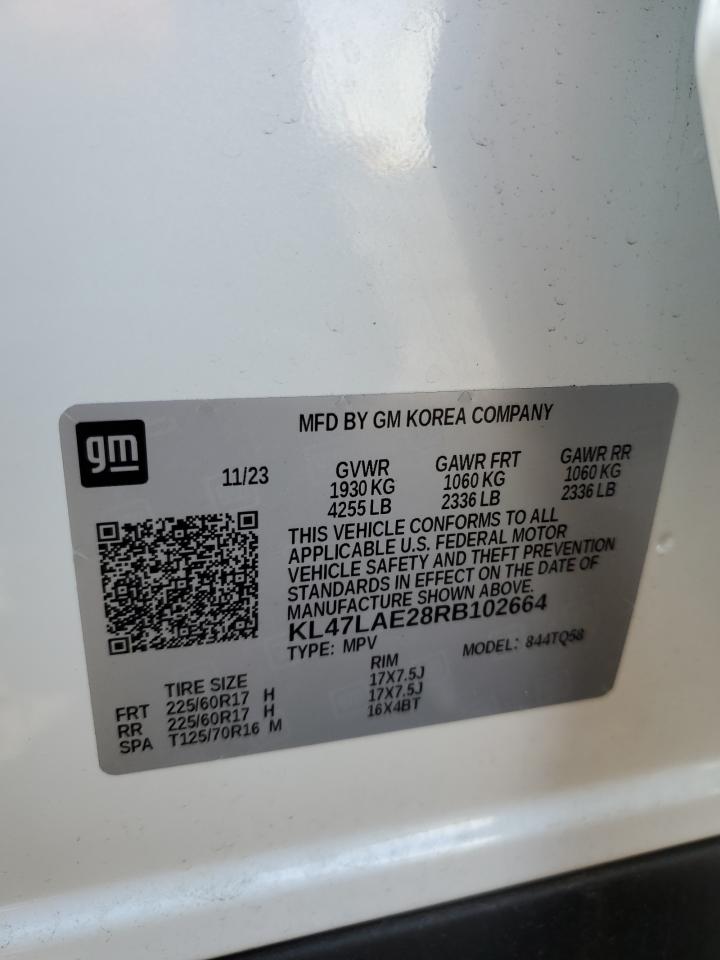 gm
MFD BY GM KOREA COMPANY
11/23
GVWR
1930 KG
4255 LB
GAWR FRT
1060 KG
2336 LB
GAWR RR
1060 KG
2336 LB
THIS VEHICLE CONFORMS TO ALL
APPLICABLE U.S. FEDERAL MOTOR
VEHICLE SAFETY AND THEFT PREVENTION
STANDARDS IN EFFECT ON THE DATE OF
MANUFACTURE SHOWN ABOVE.
KL47LAE28RB102664
TYPE: MPV
MODEL: 844TQ58
TIRE SIZE RIM
FRT 225/60R17 H 17X7.5J
RR 225/60R17 H 17X7.5J
SPA T125/70R16 M 16X4BT